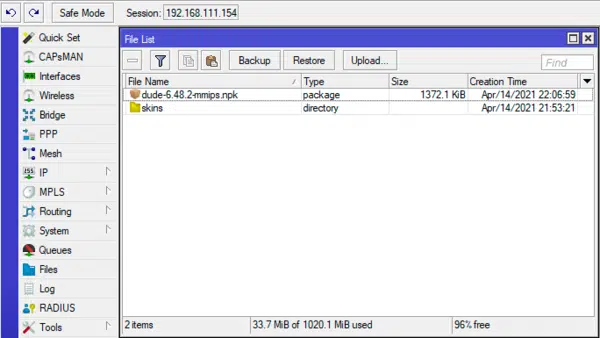 Safe Mode Session: 192.168.111.154
Quick Set
CAPsMAN
Interfaces
Wireless
Bridge
PPP
Mesh
IP
MPLS
Routing
System
Queues
Files
Log
RADIUS
Tools
File List
Backup Restore Upload... Find
File Name / Type Size Creation Time
dude-6.48.2-mmips.npk package 1372.1 KiB Apr/14/2021 22:06:59
skins directory Apr/14/2021 21:53:21
2 items 33.7 MiB of 1020.1 MiB used 96% free